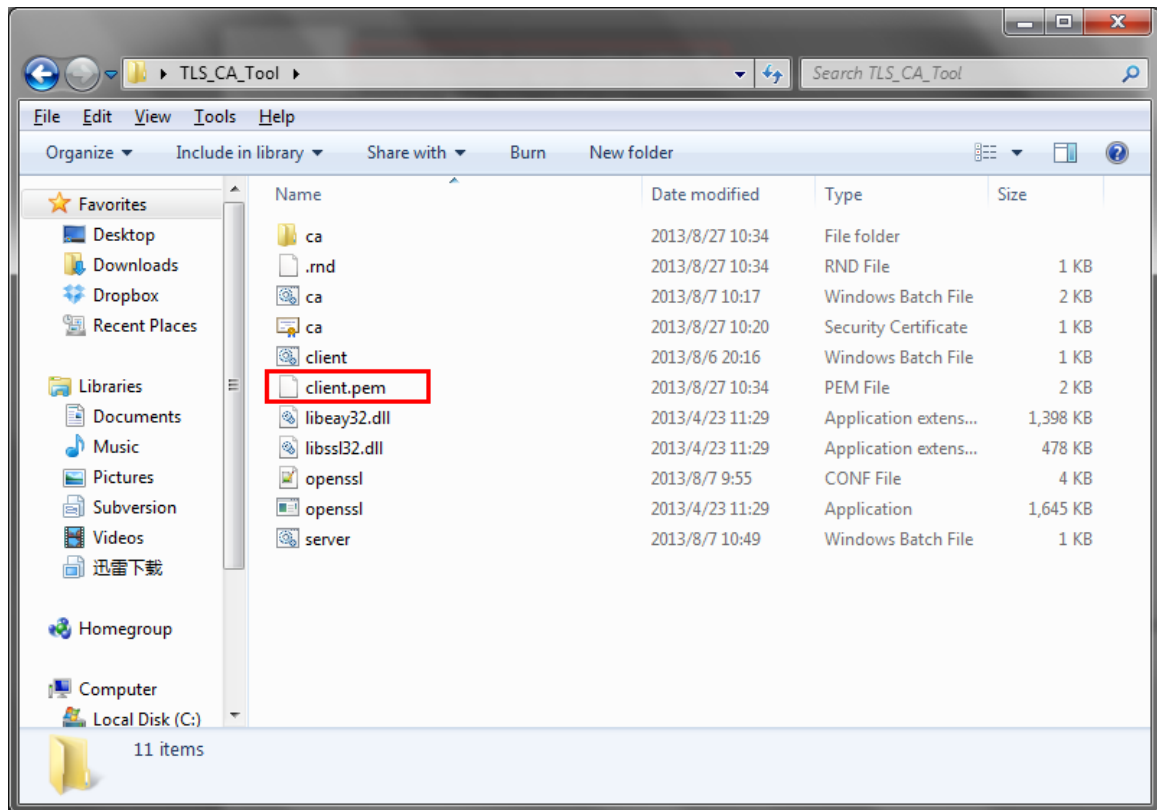 TLS_CA_Tool
Search TLS_CA_Tool
File Edit View Tools Help
Organize Include in library Share with Burn New folder
Favorites
Desktop
Downloads
Dropbox
Recent Places
Libraries
Documents
Music
Pictures
Subversion
Videos
迅雷下载
Homegroup
Computer
Local Disk (C:)
Name Date modified Type Size
ca 2013/8/27 10:34 File folder
.rnd 2013/8/27 10:34 RND File 1 KB
ca 2013/8/7 10:17 Windows Batch File 2 KB
ca 2013/8/27 10:20 Security Certificate 1 KB
client 2013/8/6 20:16 Windows Batch File 1 KB
client.pem 2013/8/27 10:34 PEM File 2 KB
libeay32.dll 2013/4/23 11:29 Application extens... 1,398 KB
libssl32.dll 2013/4/23 11:29 Application extens... 478 KB
openssl 2013/8/7 9:55 CONF File 4 KB
openssl 2013/4/23 11:29 Application 1,645 KB
server 2013/8/7 10:49 Windows Batch File 1 KB
11 items